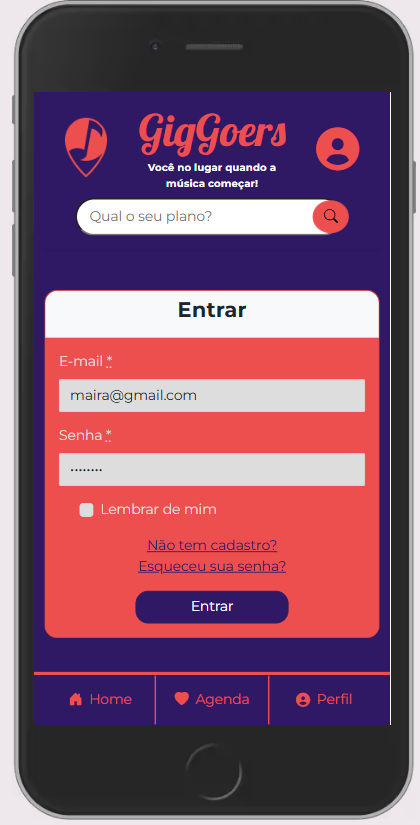 GigGoers
Você no lugar quando a
música começar!
Qual o seu plano?
Entrar
E-mail *
maira@gmail.com
Senha *
••••••••
Lembrar de mim
Não tem cadastro?
Esqueceu sua senha?
Entrar
Home
Agenda
Perfil